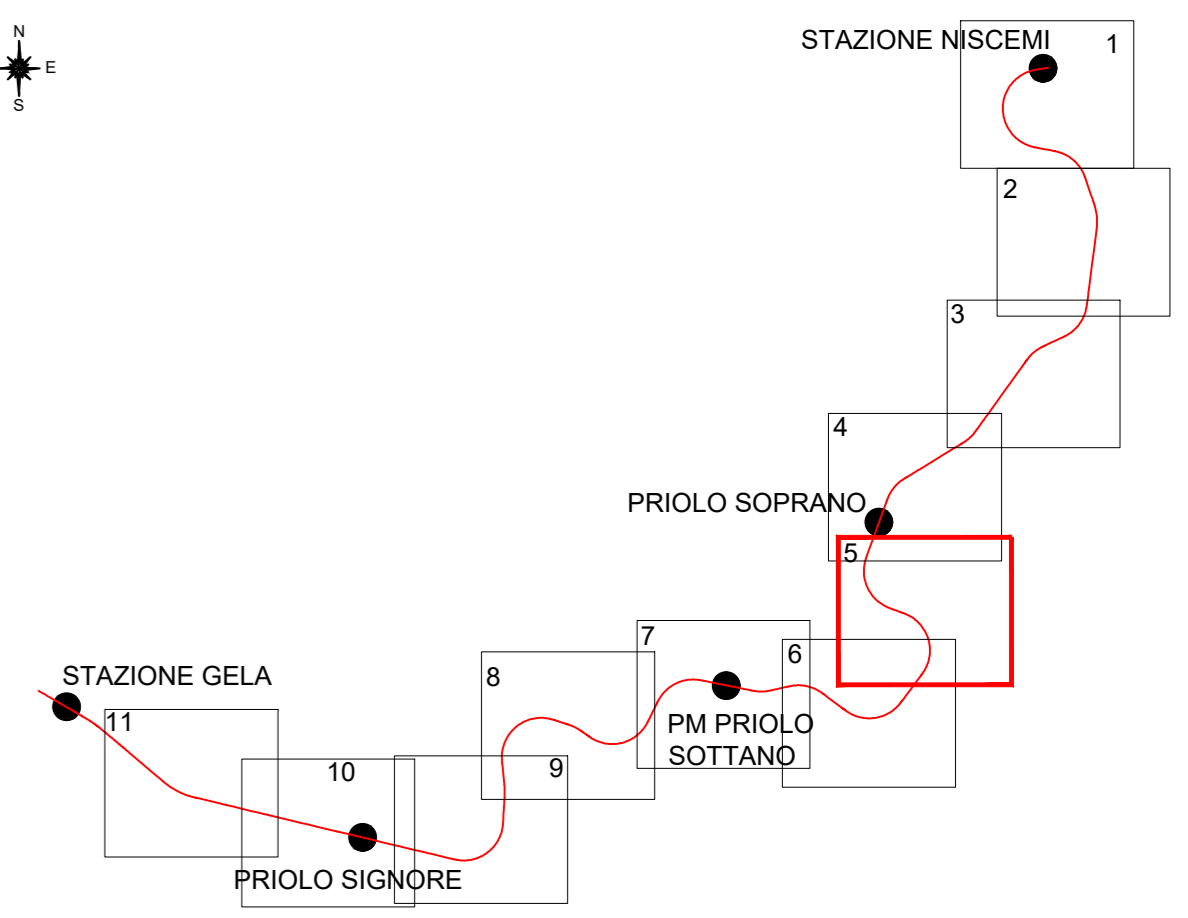 N
E
S
STAZIONE NISCEMI
1
2
3
4
PRIOLO SOPRANO
5
6
7
PM PRIOLO
SOTTANO
8
9
STAZIONE GELA
11
10
PRIOLO SIGNORE